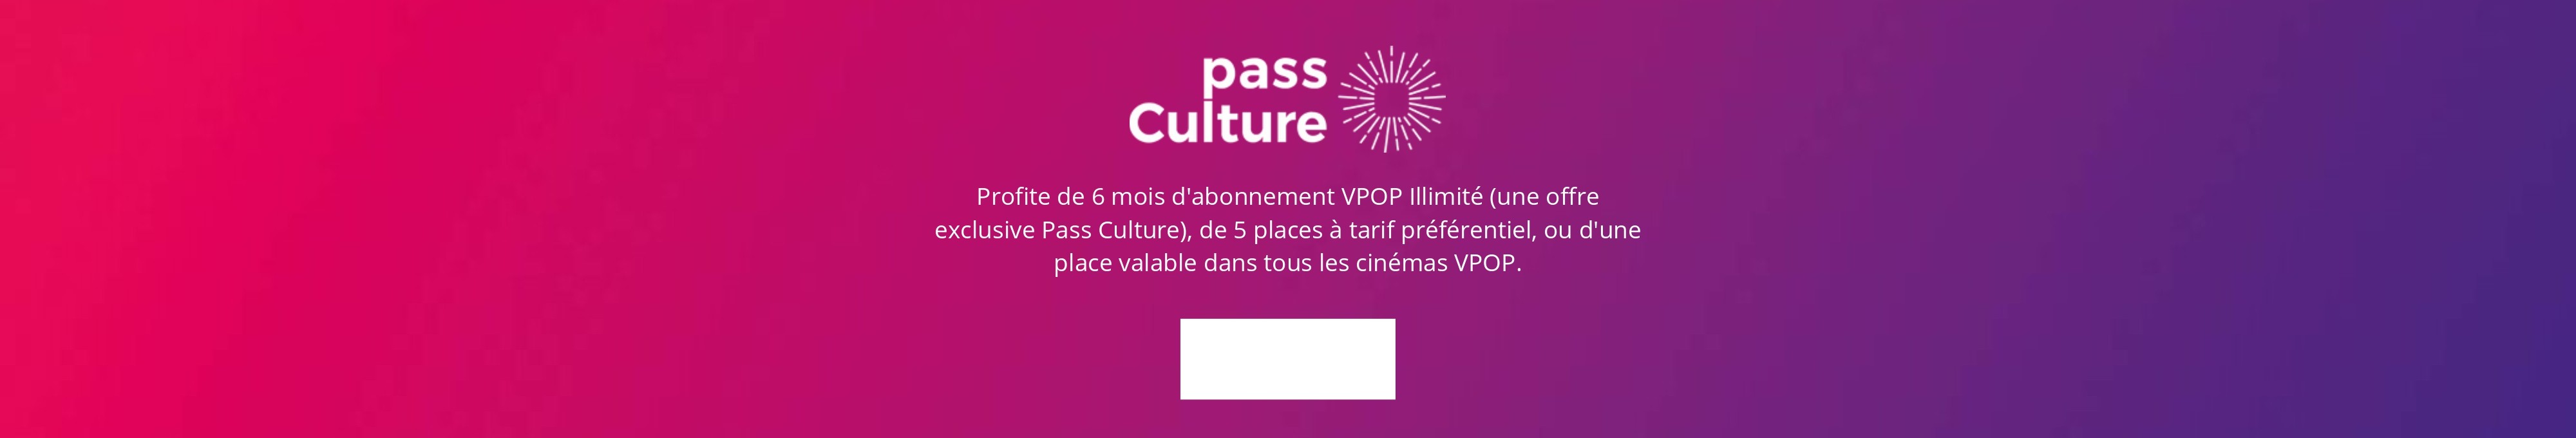 pass
Culture
Profite de 6 mois d'abonnement VPOP Illimité (une offre
exclusive Pass Culture), de 5 places à tarif préférentiel, ou d'une
place valable dans tous les cinémas VPOP.